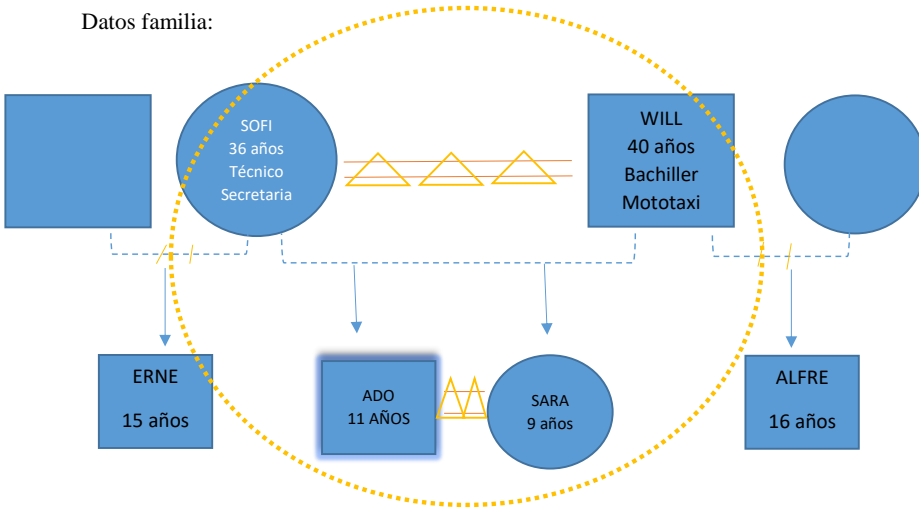 Datos familia:
SOFI
36 años
Técnico
Secretaria
WILL
40 años
Bachiller
Mototaxi
ERNE
15 años
ADO
11 AÑOS
SARA
9 años
ALFRE
16 años